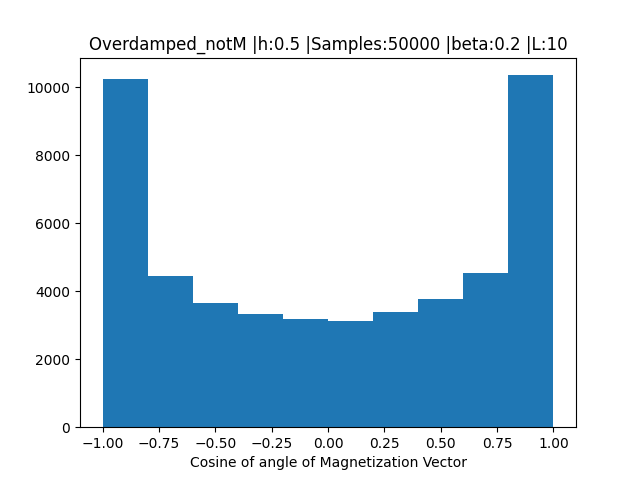 Overdamped_notM |h:0.5 |Samples:50000 |beta:0.2 |L:10
10000
8000
6000
4000
2000
0
−1.00 −0.75 −0.50 −0.25 0.00 0.25 0.50 0.75 1.00
Cosine of angle of Magnetization Vector